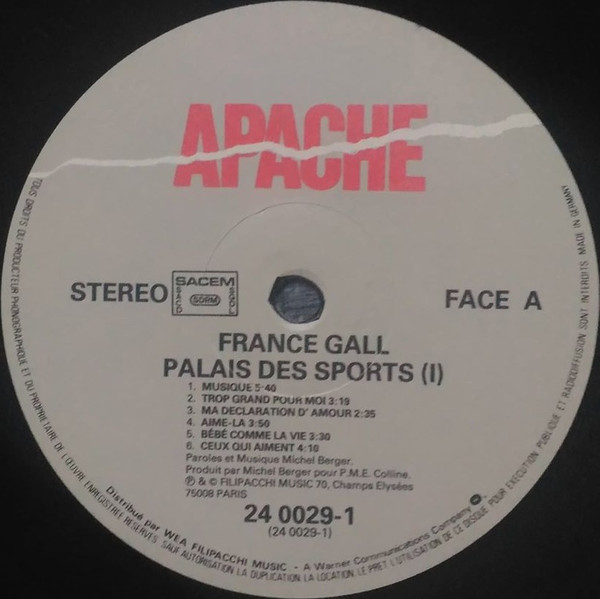 APACHE
STEREO
SACEM
SACD SDRM SGDL
FACE A
FRANCE GALL
PALAIS DES SPORTS (I)
1. MUSIQUE 5:40
2. TROP GRAND POUR MOI 3:19
3. MA DECLARATION D' AMOUR 2:35
4. AIME-LA 3:50
5. BÉBÉ COMME LA VIE 3:30
6. CEUX QUI AIMENT 4:10
Paroles et Musique Michel Berger.
Produit par Michel Berger pour P.M.E. Colline.
℗ & © FILIPACCHI MUSIC 70, Champs Elysées
75008 PARIS
24 0029-1
(24 0029-1)
Distribué par WEA FILIPACCHI MUSIC - A Warner Communications Company
TOUS DROITS DU PRODUCTEUR PHONOGRAPHIQUE ET DU PROPRIETAIRE DE L'ŒUVRE ENREGISTREE RESERVES SAUF AUTORISATION LA DUPLICATION LA LOCATION LE PRET L'UTILISATION DE CE DISQUE POUR EXECUTION PUBLIQUE ET RADIODIFFUSION SONT INTERDITS MADE IN GERMANY